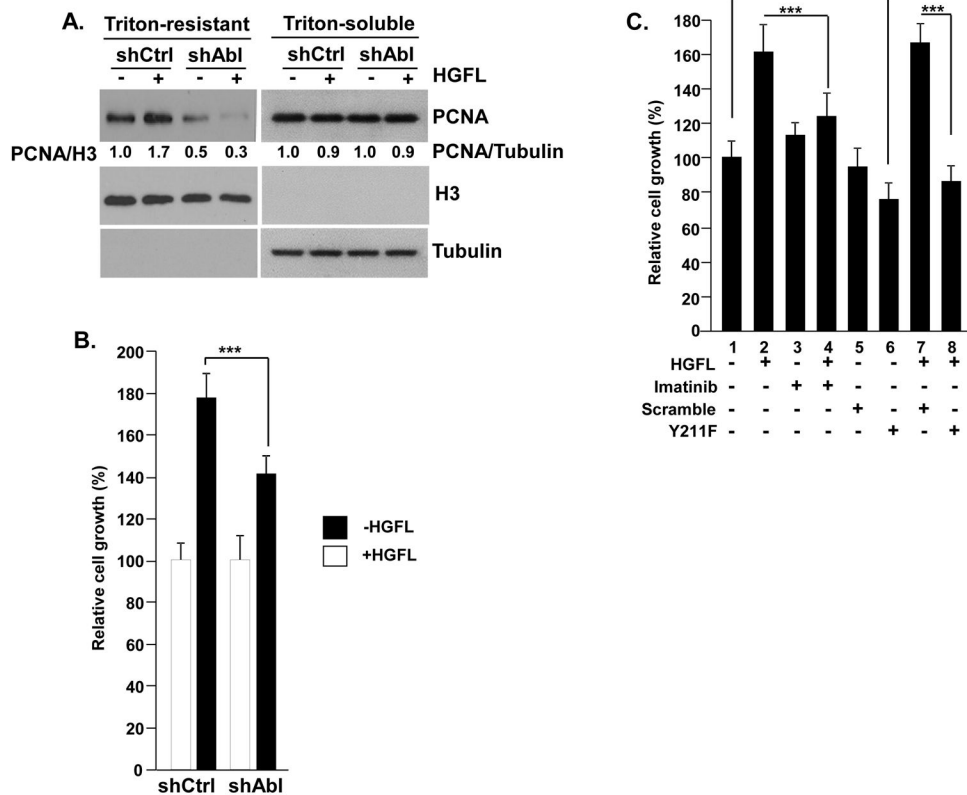 A.
Triton-resistant Triton-soluble
shCtrl shAbl shCtrl shAbl
- + - + - + - + HGFL
PCNA
PCNA/H3 1.0 1.7 0.5 0.3 1.0 0.9 1.0 0.9 PCNA/Tubulin
H3
Tubulin
B.
Relative cell growth (%)
200
180
160
140
120
100
80
60
40
20
0
***
shCtrl shAbl
-HGFL
+HGFL
C.
Relative cell growth (%)
180
160
140
120
100
80
60
40
20
0
*** ***
1 2 3 4 5 6 7 8
HGFL - + - + - - + +
Imatinib - - + + - - - -
Scramble - - - - + - + -
Y211F - - - - - + - +